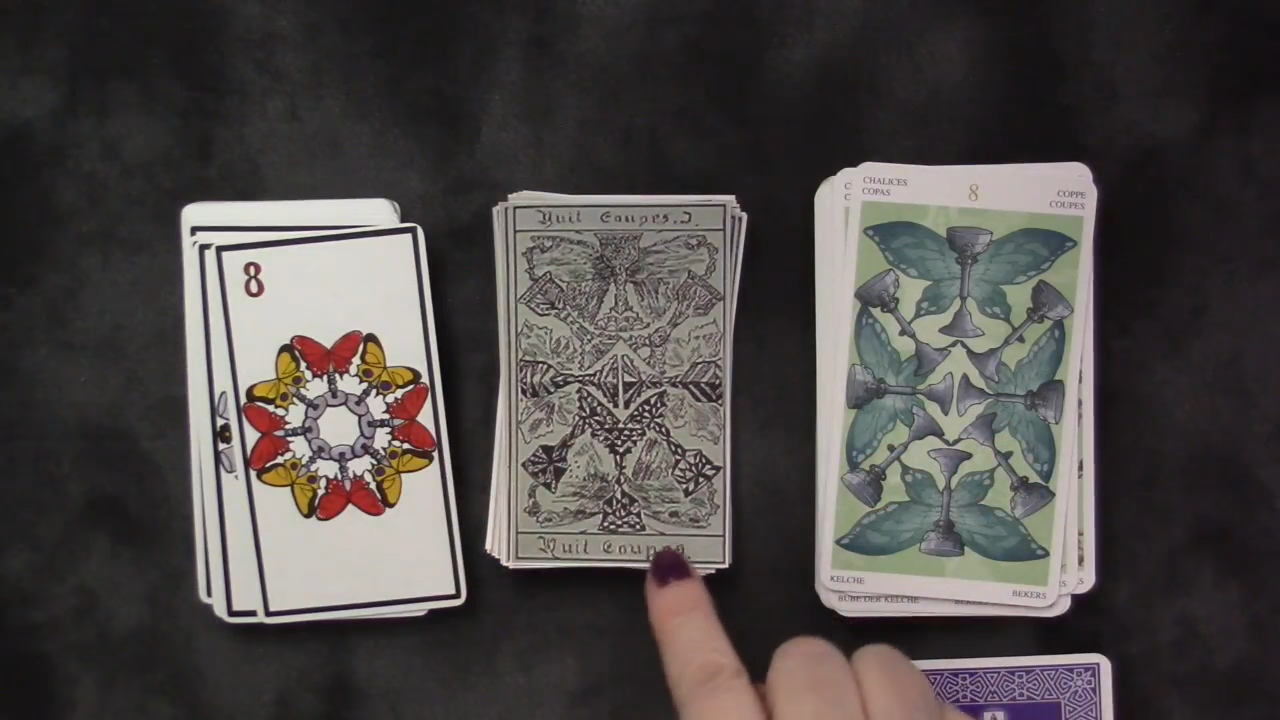 8
Huit Coupes. J.
Huit Coupes.
CHALICES
COPAS
8
COPPE
COUPES
KELCHE
BEKERS
BUBE DER KELCHE